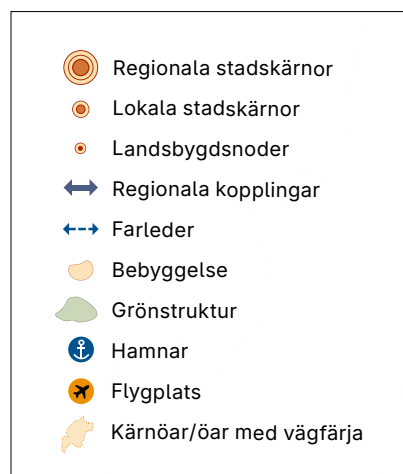 Regionala stadskärnor
Lokala stadskärnor
Landsbygdsnoder
Regionala kopplingar
Farleder
Bebyggelse
Grönstruktur
Hamnar
Flygplats
Kärnöar/öar med vägfärja